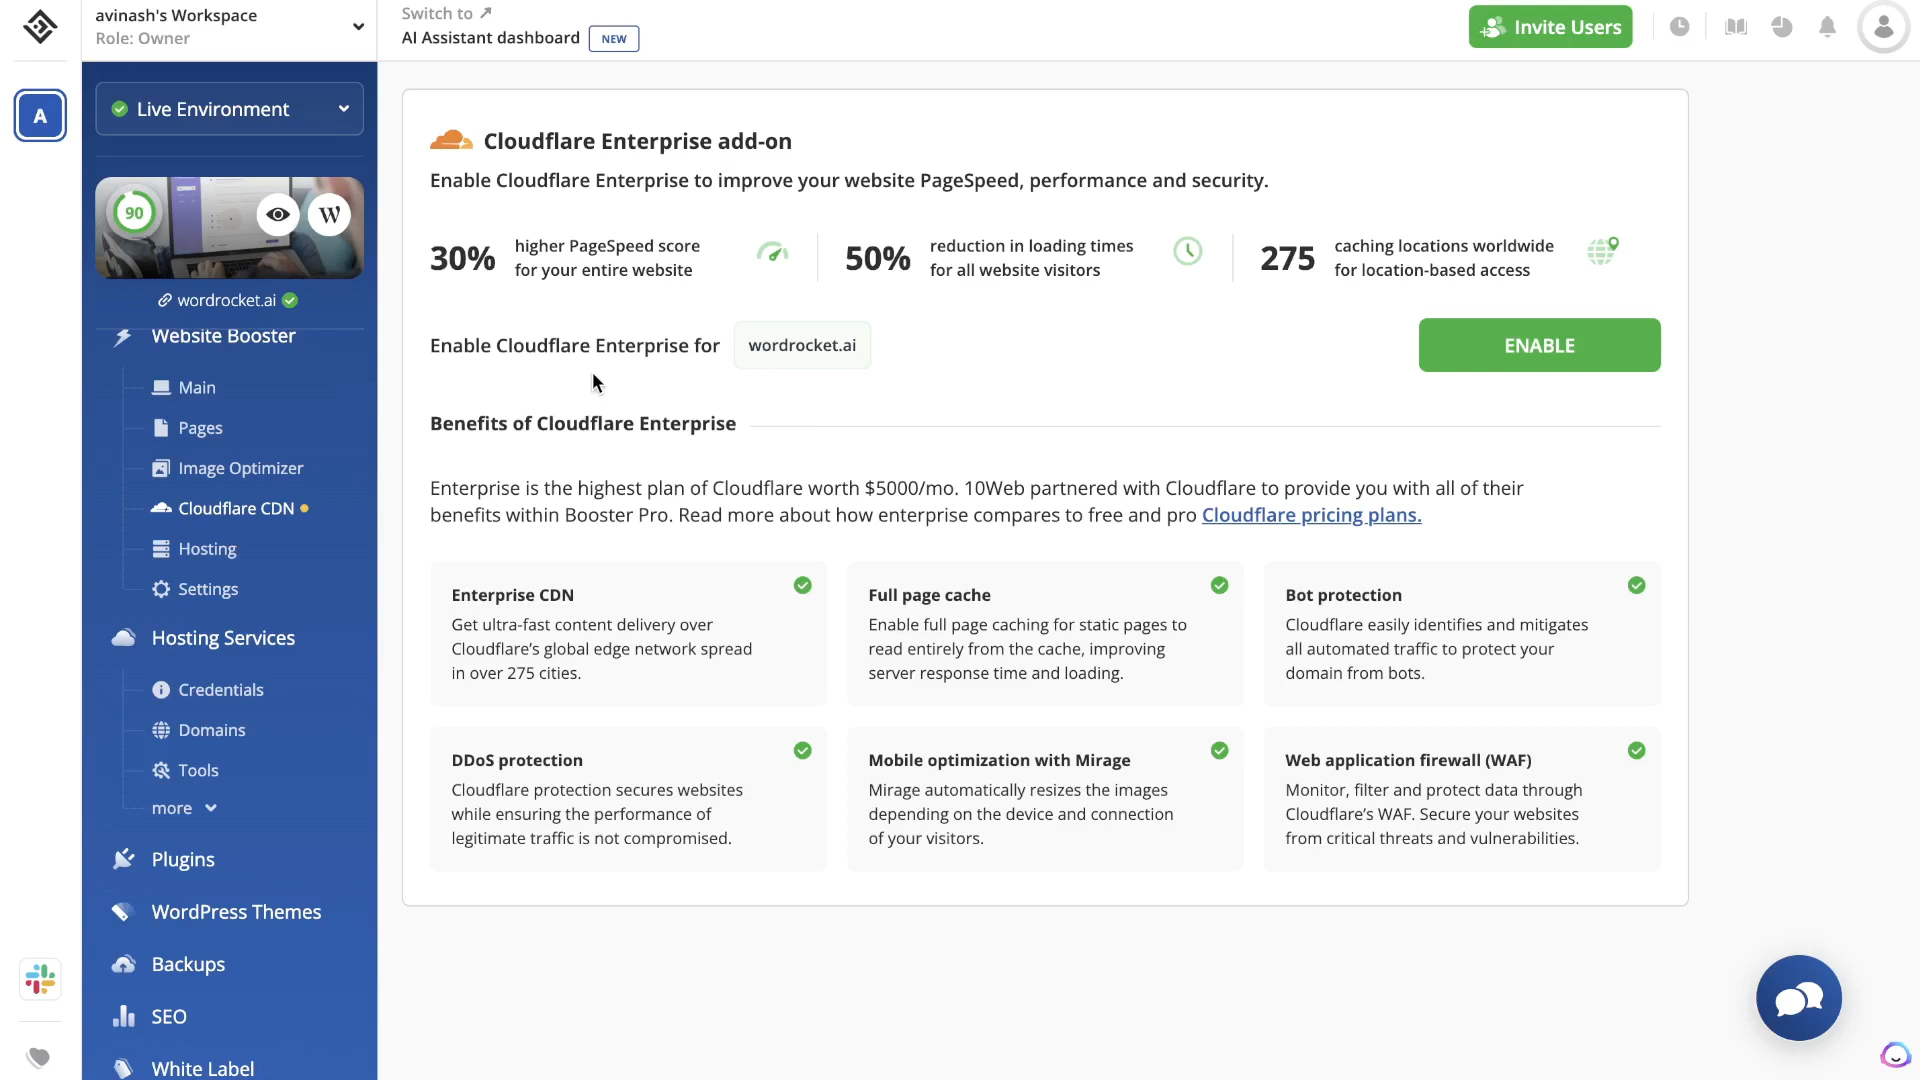 avinash's Workspace
Role: Owner
Switch to
AI Assistant dashboard NEW
Invite Users
A
Live Environment
90
W
wordrocket.ai
Website Booster
Main
Pages
Image Optimizer
Cloudflare CDN
Hosting
Settings
Hosting Services
Credentials
Domains
Tools
more
Plugins
WordPress Themes
Backups
SEO
White Label
Cloudflare Enterprise add-on
Enable Cloudflare Enterprise to improve your website PageSpeed, performance and security.
30%
higher PageSpeed score
for your entire website
50%
reduction in loading times
for all website visitors
275
caching locations worldwide
for location-based access
Enable Cloudflare Enterprise for wordrocket.ai
ENABLE
Benefits of Cloudflare Enterprise
Enterprise is the highest plan of Cloudflare worth $5000/mo. 10Web partnered with Cloudflare to provide you with all of their
benefits within Booster Pro. Read more about how enterprise compares to free and pro Cloudflare pricing plans.
Enterprise CDN
Get ultra-fast content delivery over
Cloudflare's global edge network spread
in over 275 cities.
Full page cache
Enable full page caching for static pages to
read entirely from the cache, improving
server response time and loading.
Bot protection
Cloudflare easily identifies and mitigates
all automated traffic to protect your
domain from bots.
DDoS protection
Cloudflare protection secures websites
while ensuring the performance of
legitimate traffic is not compromised.
Mobile optimization with Mirage
Mirage automatically resizes the images
depending on the device and connection
of your visitors.
Web application firewall (WAF)
Monitor, filter and protect data through
Cloudflare's WAF. Secure your websites
from critical threats and vulnerabilities.